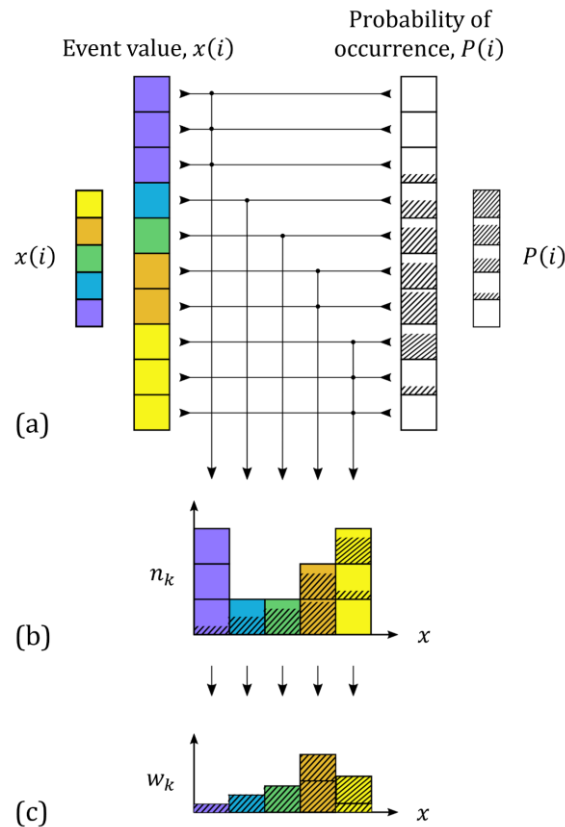 Probability of
Event value, x(i)
occurrence, P(i)
x(i)
P(i)
(a)
n_k
x
(b)
w_k
x
(c)